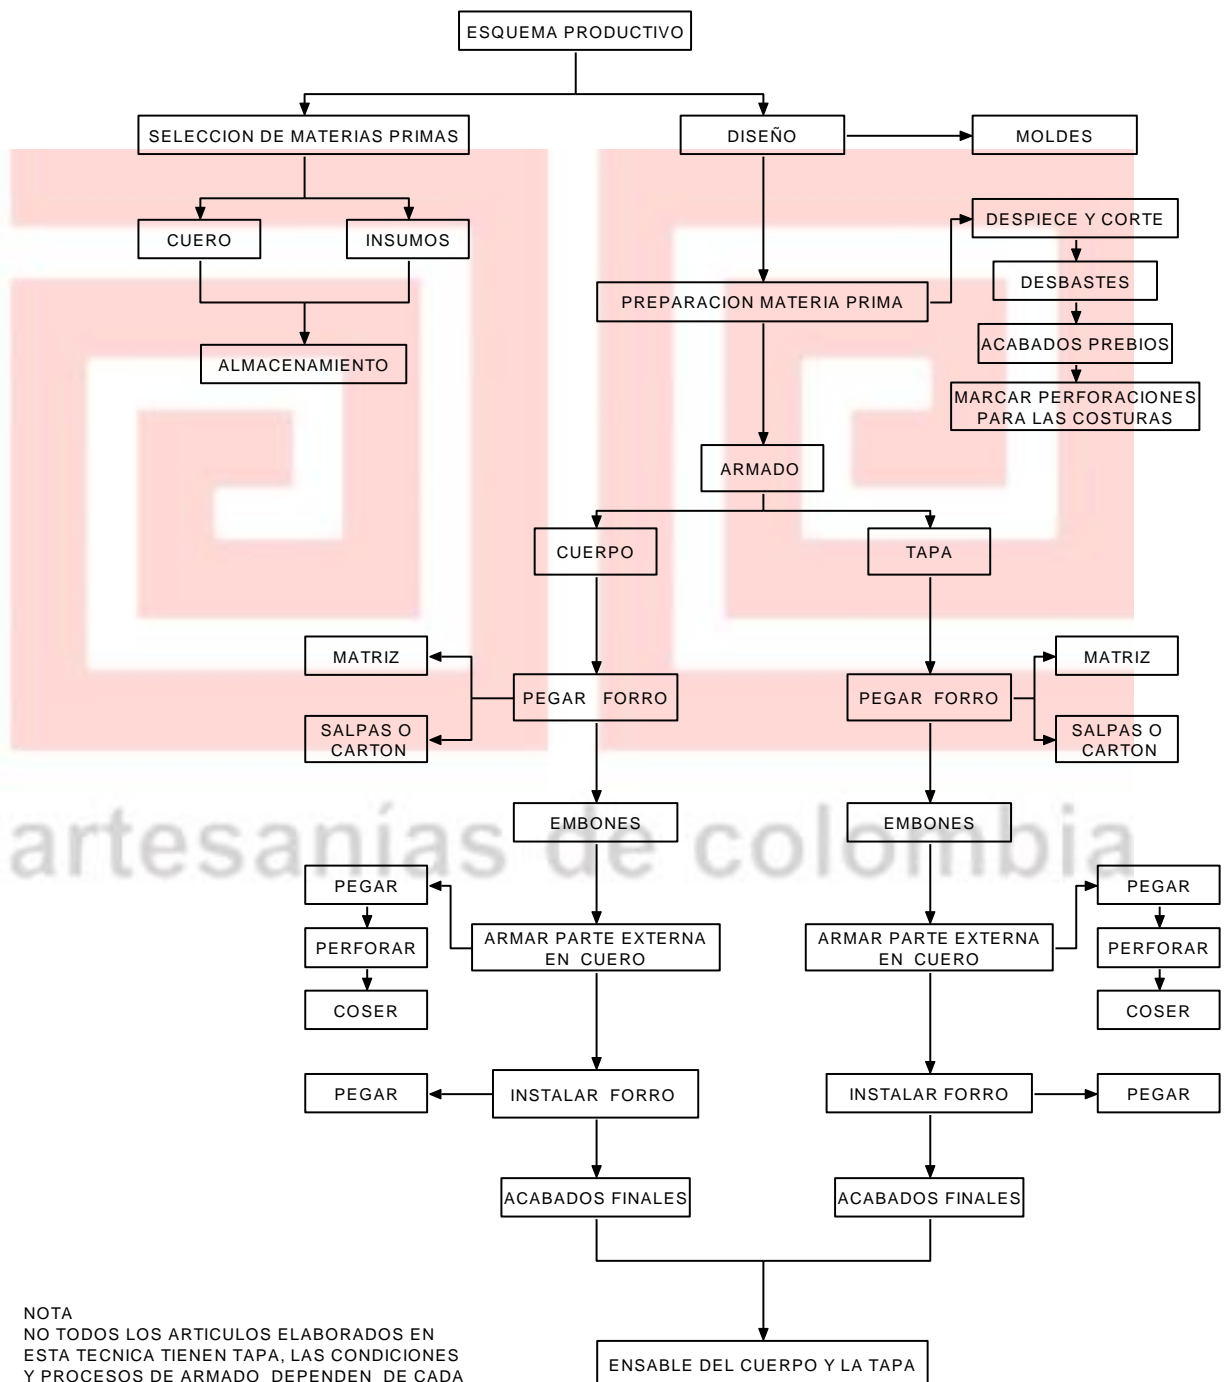 ESQUEMA PRODUCTIVO
SELECCION DE MATERIAS PRIMAS
DISEÑO
MOLDES
CUERO
INSUMOS
DESPIECE Y CORTE
DESBASTES
PREPARACION MATERIA PRIMA
ACABADOS PREBIOS
ALMACENAMIENTO
MARCAR PERFORACIONES
PARA LAS COSTURAS
ARMADO
CUERPO
TAPA
MATRIZ
PEGAR FORRO
SALPAS O
CARTON
PEGAR FORRO
MATRIZ
SALPAS O
CARTON
EMBONES
EMBONES
artesanías de colombia
PEGAR
PERFORAR
COSER
ARMAR PARTE EXTERNA
EN CUERO
ARMAR PARTE EXTERNA
EN CUERO
PEGAR
PERFORAR
COSER
PEGAR
INSTALAR FORRO
INSTALAR FORRO
PEGAR
ACABADOS FINALES
ACABADOS FINALES
NOTA
NO TODOS LOS ARTICULOS ELABORADOS EN
ESTA TECNICA TIENEN TAPA, LAS CONDICIONES
Y PROCESOS DE ARMADO DEPENDEN DE CADA
ENSABLE DEL CUERPO Y LA TAPA